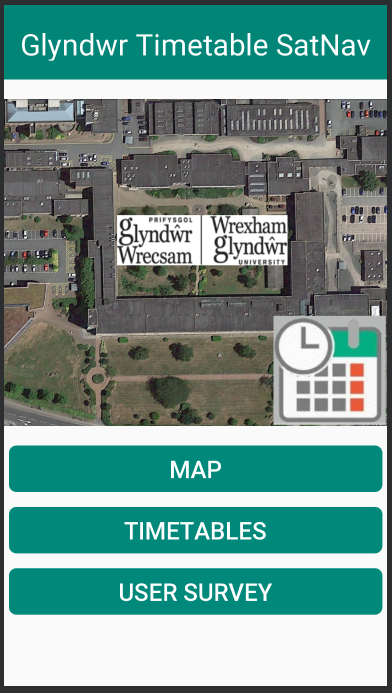 Glyndwr Timetable SatNav
PRIFYSGOL
glyndŵr
Wrecsam
Wrexham
glyndŵr
UNIVERSITY
MAP
TIMETABLES
USER SURVEY